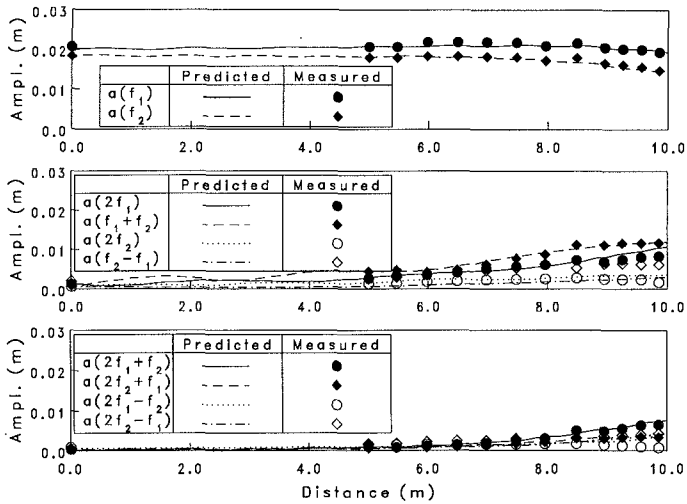 Ampl. (m)
0.03
0.02
0.01
0.00
Predicted Measured
a(f₁)
a(f₂)
0.0 2.0 4.0 6.0 8.0 10.0
Ampl. (m)
0.03
0.02
0.01
0.00
Predicted Measured
a(2f₁)
a(f₁+f₂)
a(2f₂)
a(f₂-f₁)
0.0 2.0 4.0 6.0 8.0 10.0
Ampl. (m)
0.03
0.02
0.01
0.00
Predicted Measured
a(2f₁+f₂)
a(2f₂+f₁)
a(2f₁-f₂)
a(2f₂-f₁)
0.0 2.0 4.0 6.0 8.0 10.0
Distance (m)